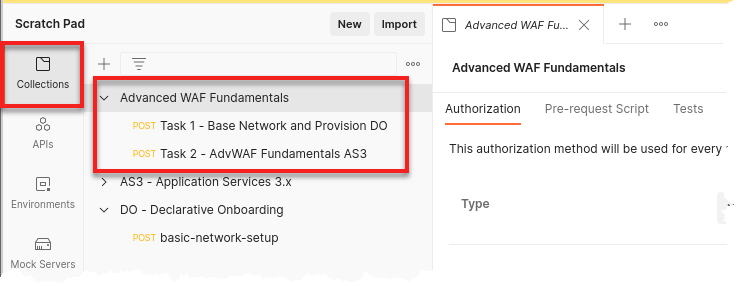 Scratch Pad
New
Import
Collections
APIs
Environments
Mock Servers
Advanced WAF Fundamentals
POST Task 1 - Base Network and Provision DO
POST Task 2 - AdvWAF Fundamentals AS3
AS3 - Application Services 3.x
DO - Declarative Onboarding
POST basic-network-setup
Advanced WAF Fu...
Advanced WAF Fundamentals
Authorization Pre-request Script Tests
This authorization method will be used for every
Type